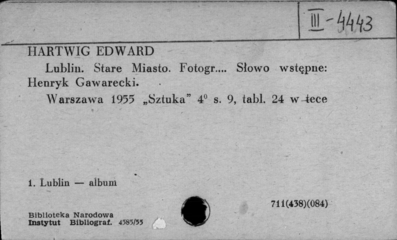 III-4443
HARTWIG EDWARD
Lublin. Stare Miasto. Fotogr.... Słowo wstępne:
Henryk Gawarecki.
Warszawa 1955 „Sztuka” 4⁰ s. 9, tabl. 24 w tece
1. Lublin — album
711(438)(084)
Biblioteka Narodowa
Instytut Bibliograf. 4385/55